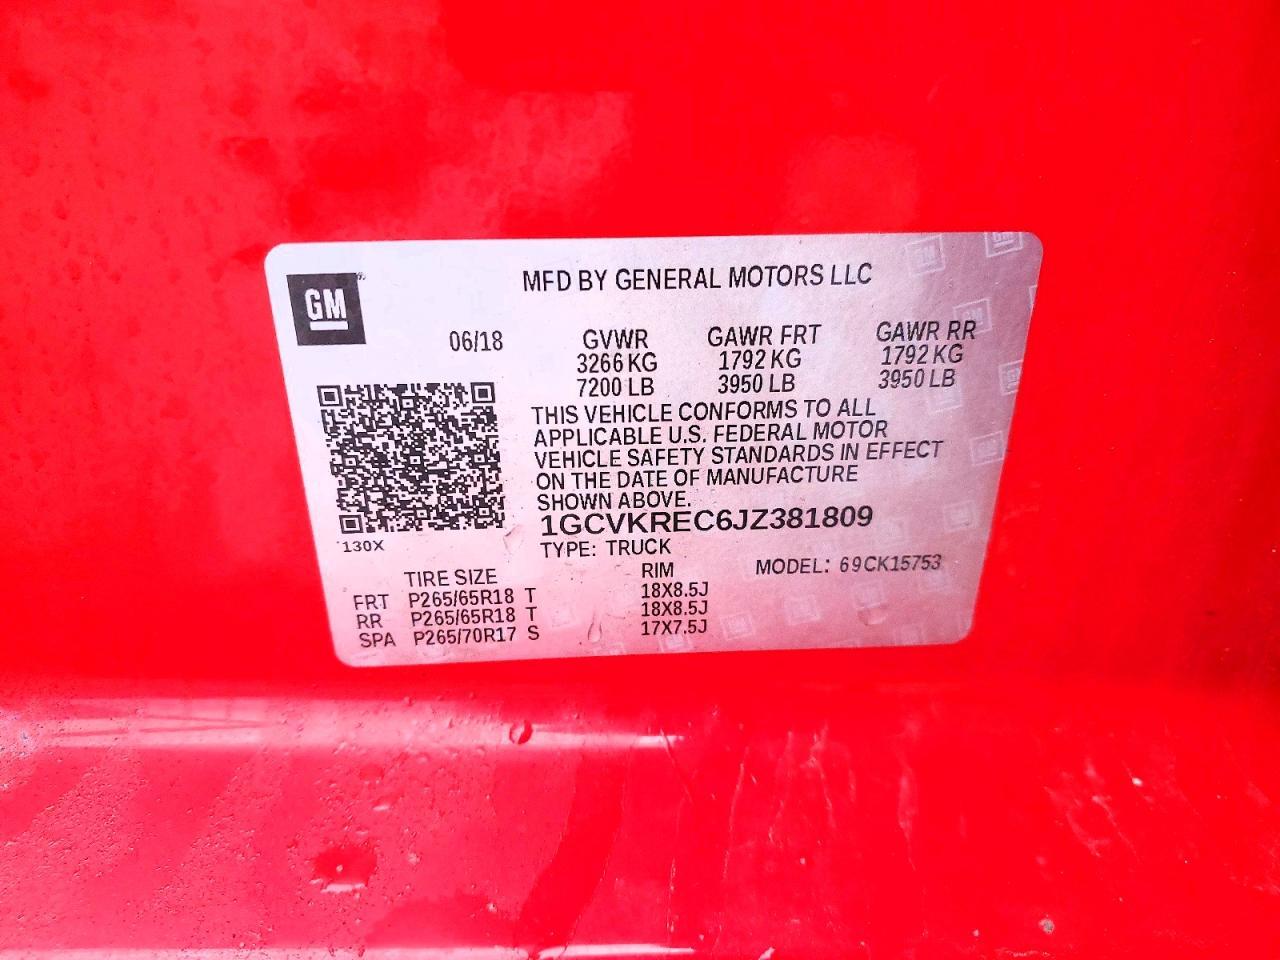 GM
MFD BY GENERAL MOTORS LLC
06/18 GVWR GAWR FRT GAWR RR
3266 KG 1792 KG 1792 KG
7200 LB 3950 LB 3950 LB
THIS VEHICLE CONFORMS TO ALL
APPLICABLE U.S. FEDERAL MOTOR
VEHICLE SAFETY STANDARDS IN EFFECT
ON THE DATE OF MANUFACTURE
SHOWN ABOVE.
1GCVKREC6JZ381809
130X
TYPE: TRUCK
MODEL: 69CK15753
TIRE SIZE RIM
FRT P265/65R18 T 18X8.5J
RR P265/65R18 T 18X8.5J
SPA P265/70R17 S 17X7.5J